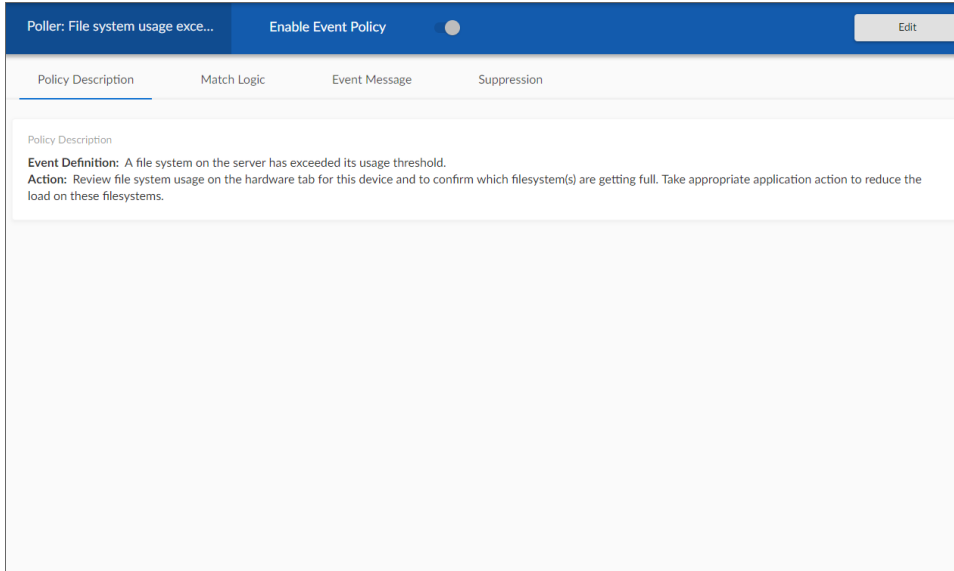 Poller: File system usage exce...
Enable Event Policy
Edit
Policy Description
Match Logic
Event Message
Suppression
Policy Description
Event Definition: A file system on the server has exceeded its usage threshold.
Action: Review file system usage on the hardware tab for this device and to confirm which filesystem(s) are getting full. Take appropriate application action to reduce the
load on these filesystems.